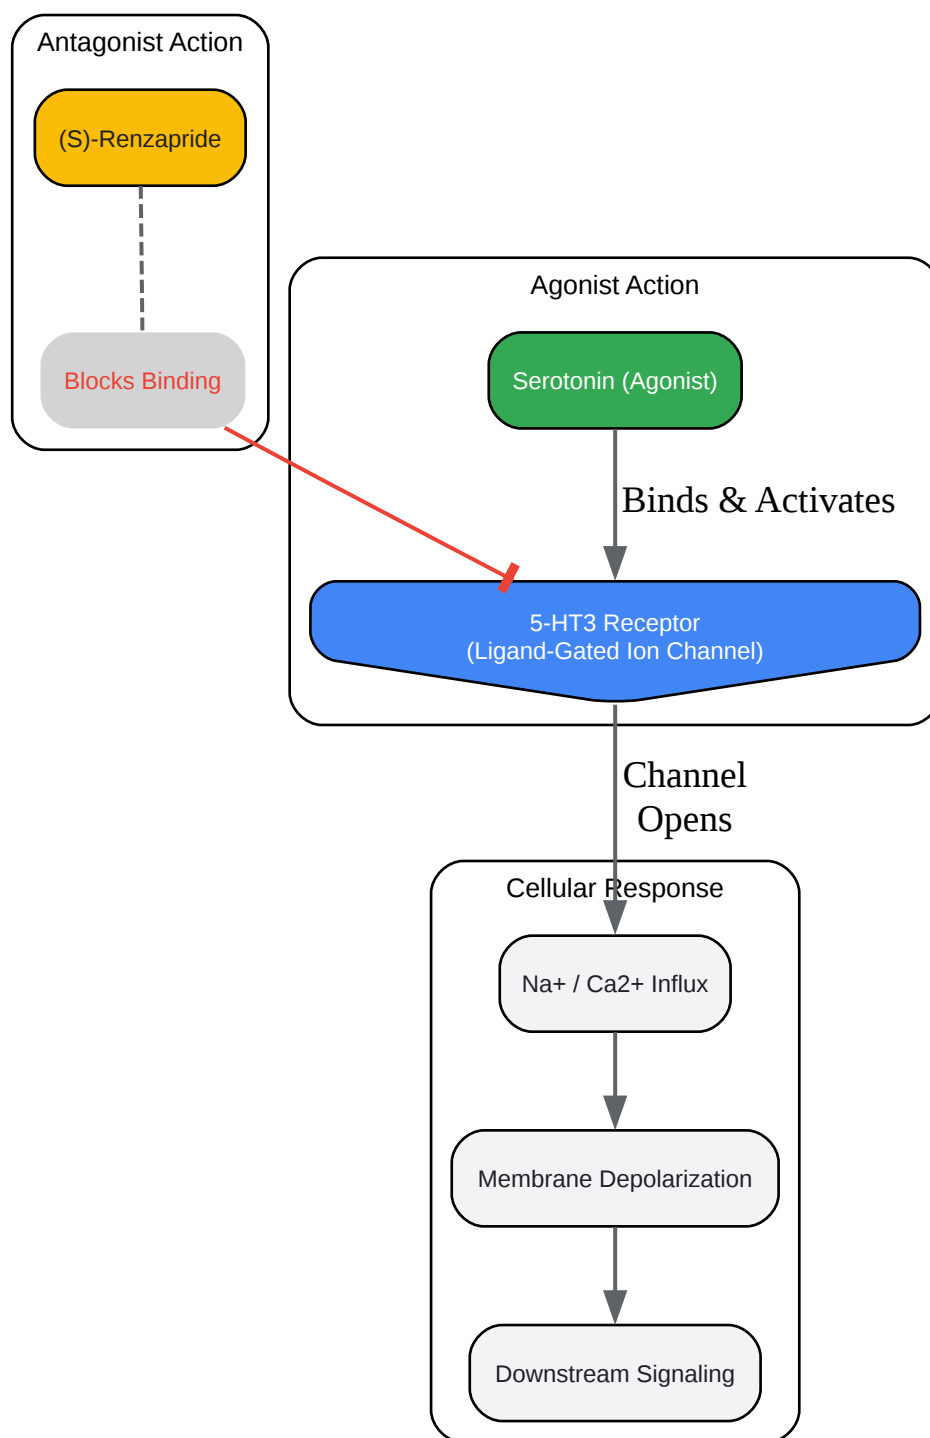 Antagonist Action
(S)-Renzapride
Blocks Binding
Agonist Action
Serotonin (Agonist)
Binds & Activates
5-HT3 Receptor
(Ligand-Gated Ion Channel)
Channel
Opens
Cellular Response
Na+ / Ca2+ Influx
Membrane Depolarization
Downstream Signaling